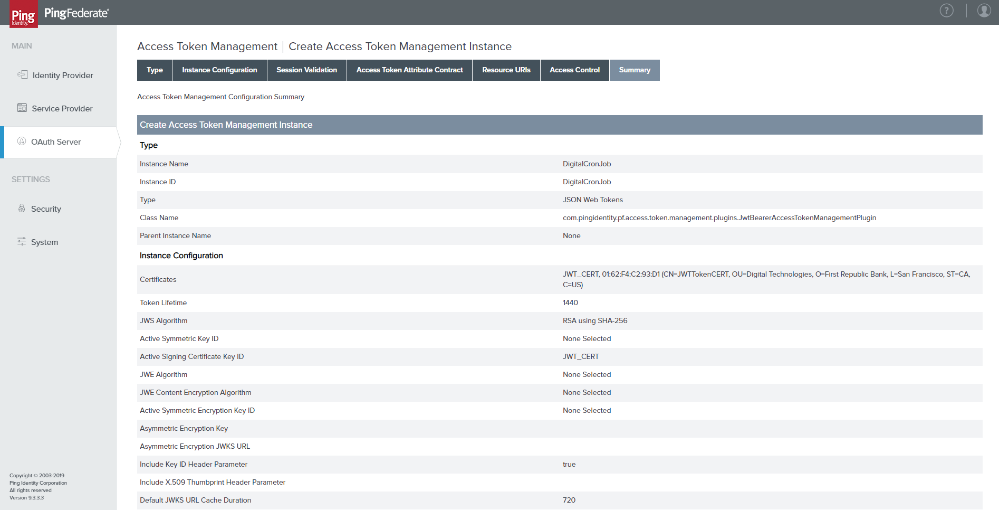 Ping
Identity.
PingFederate®
?
MAIN
Identity Provider
Service Provider
OAuth Server
SETTINGS
Security
System
Copyright © 2003-2019
Ping Identity Corporation
All rights reserved
Version 9.3.3.3
Access Token Management | Create Access Token Management Instance
Type Instance Configuration Session Validation Access Token Attribute Contract Resource URIs Access Control Summary
Access Token Management Configuration Summary
Create Access Token Management Instance
Type
Instance Name DigitalCronJob
Instance ID DigitalCronJob
Type JSON Web Tokens
Class Name com.pingidentity.pf.access.token.management.plugins.JwtBearerAccessTokenManagementPlugin
Parent Instance Name None
Instance Configuration
Certificates JWT_CERT, 01:62:F4:C2:93:D1 (CN=JWTTokenCERT, OU=Digital Technologies, O=First Republic Bank, L=San Francisco, ST=CA,
C=US)
Token Lifetime 1440
JWS Algorithm RSA using SHA-256
Active Symmetric Key ID None Selected
Active Signing Certificate Key ID JWT_CERT
JWE Algorithm None Selected
JWE Content Encryption Algorithm None Selected
Active Symmetric Encryption Key ID None Selected
Asymmetric Encryption Key
Asymmetric Encryption JWKS URL
Include Key ID Header Parameter true
Include X.509 Thumbprint Header Parameter
Default JWKS URL Cache Duration 720